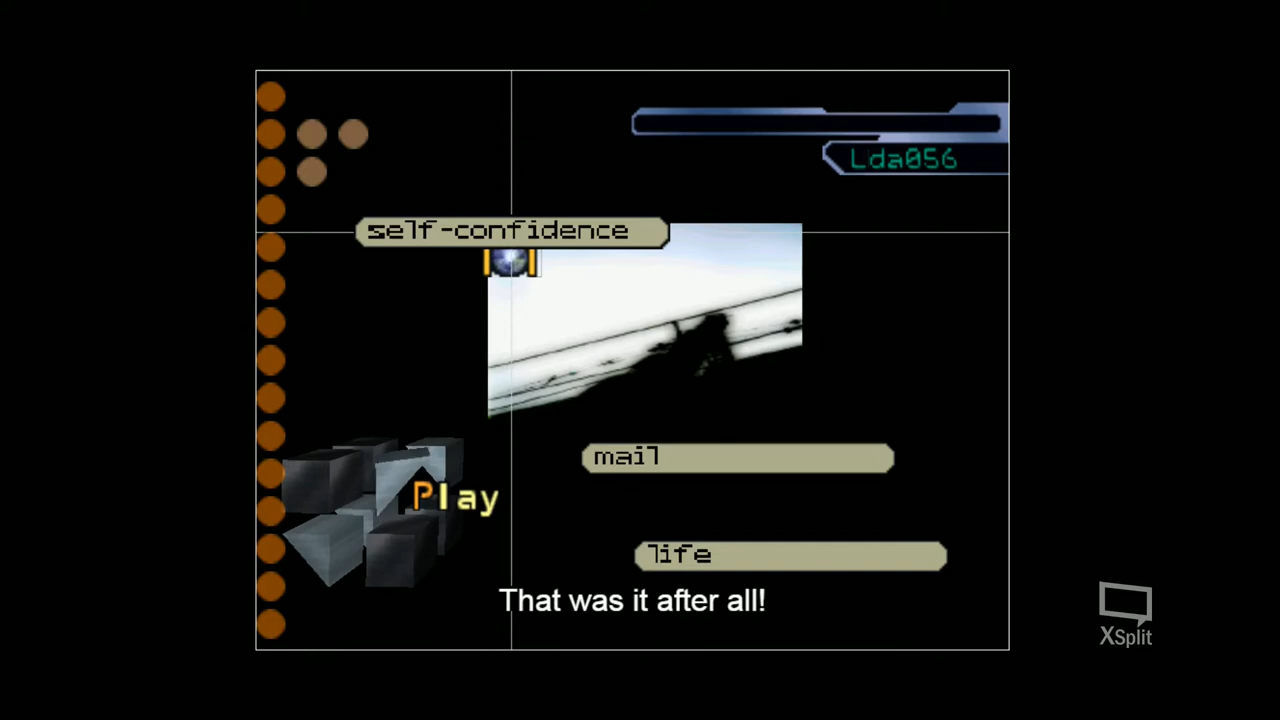 Lda056
self-confidence
mail
Play
life
That was it after all!
XSplit